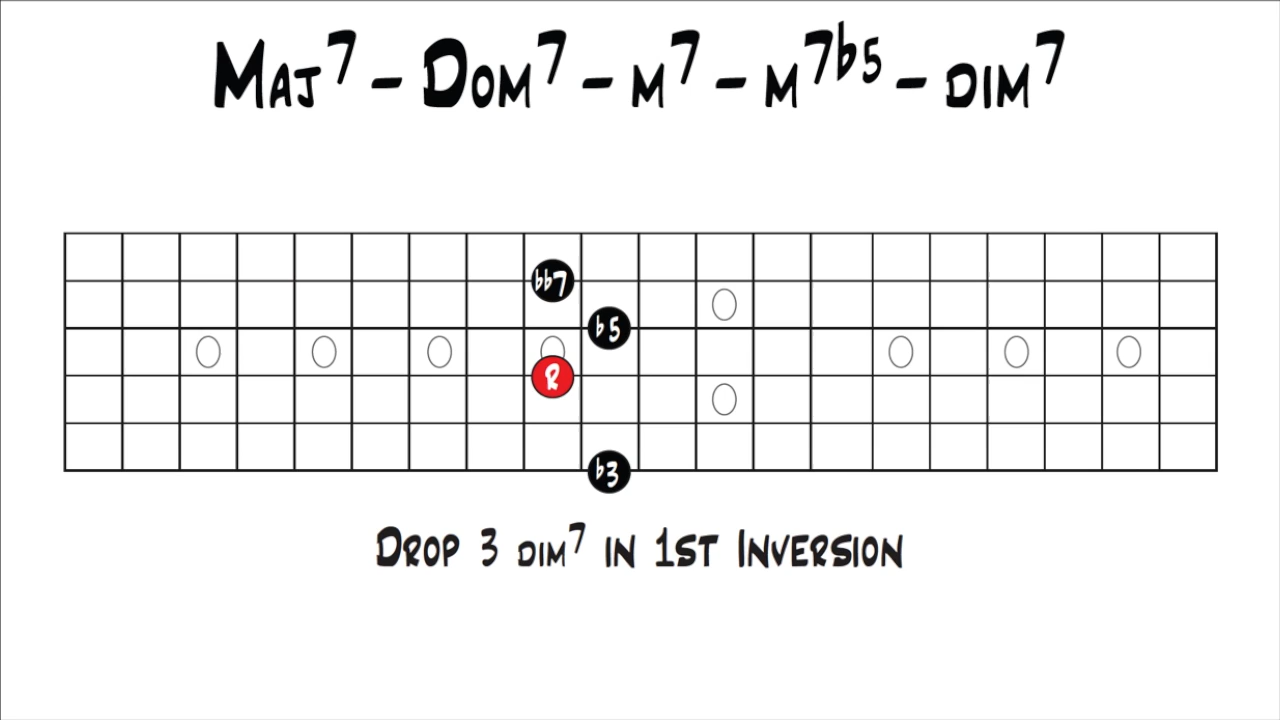 Maj7 – Dom7 – m7 – m7b5 – dim7
bb7
b5
R
b3
Drop 3 dim7 in 1st Inversion